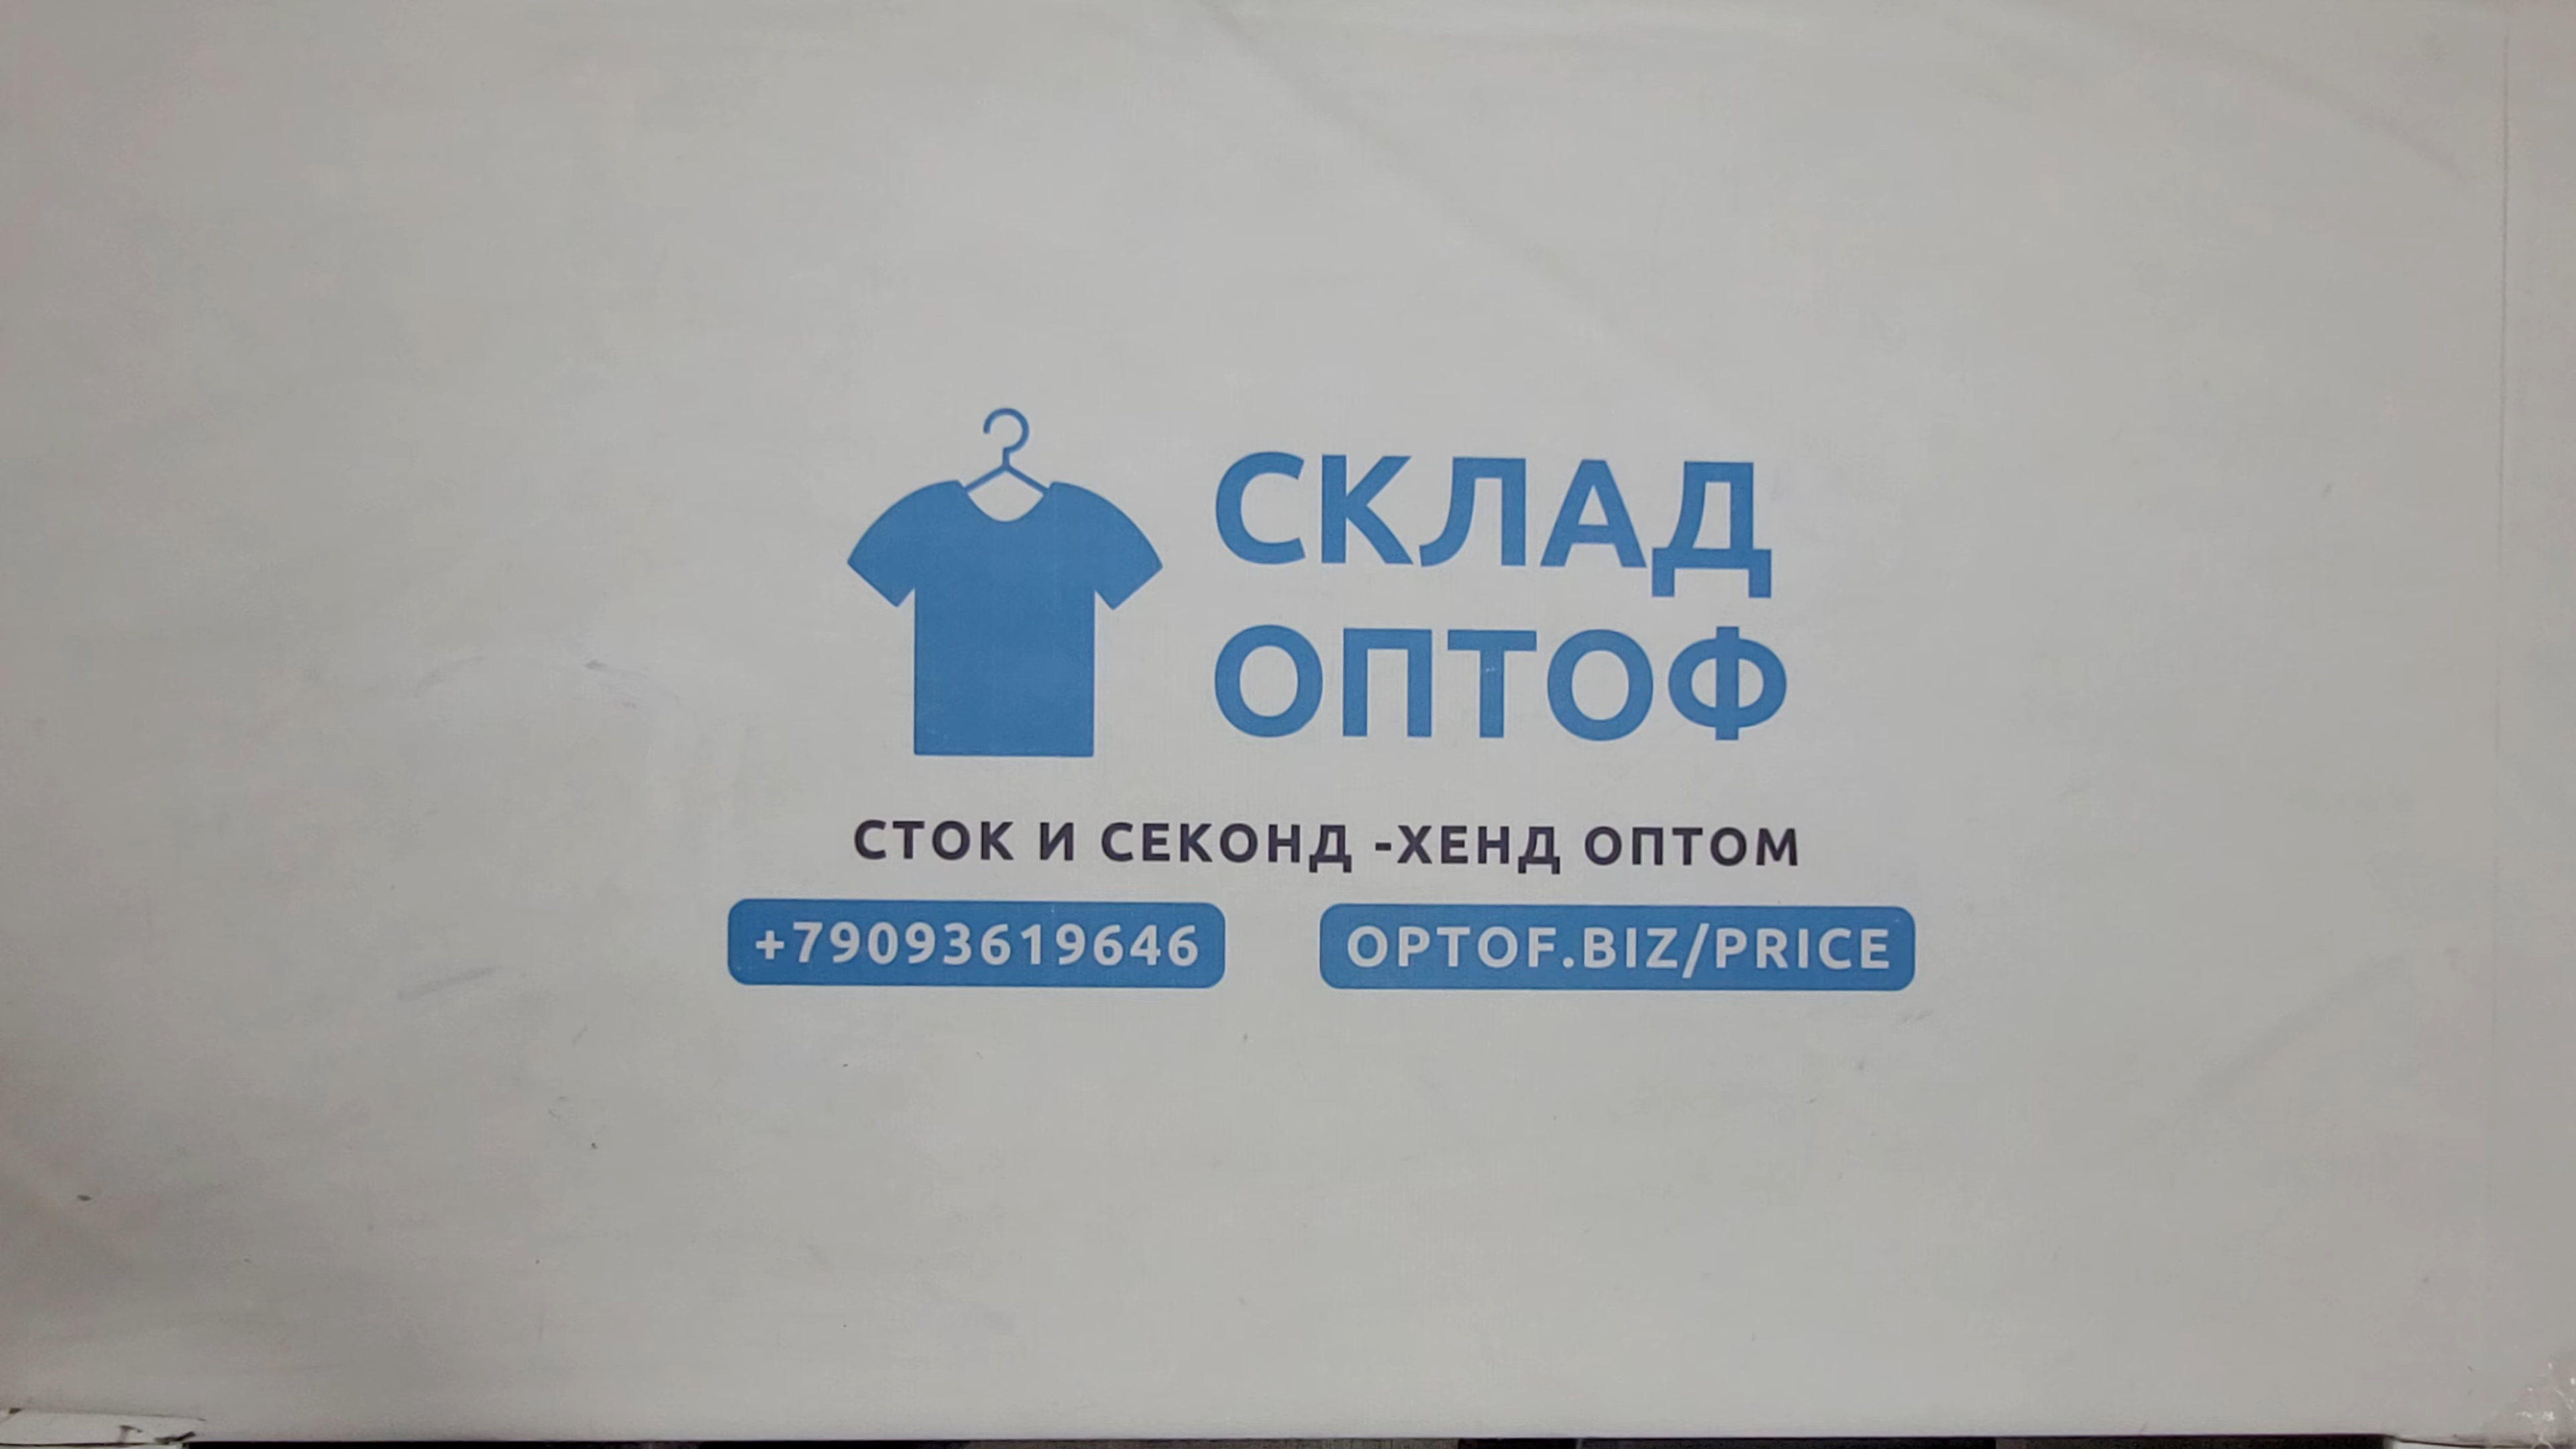 СКЛАД
ОПТОФ
СТОК И СЕКОНД -ХЕНД ОПТОМ
+79093619646
OPTOF.BIZ/PRICE